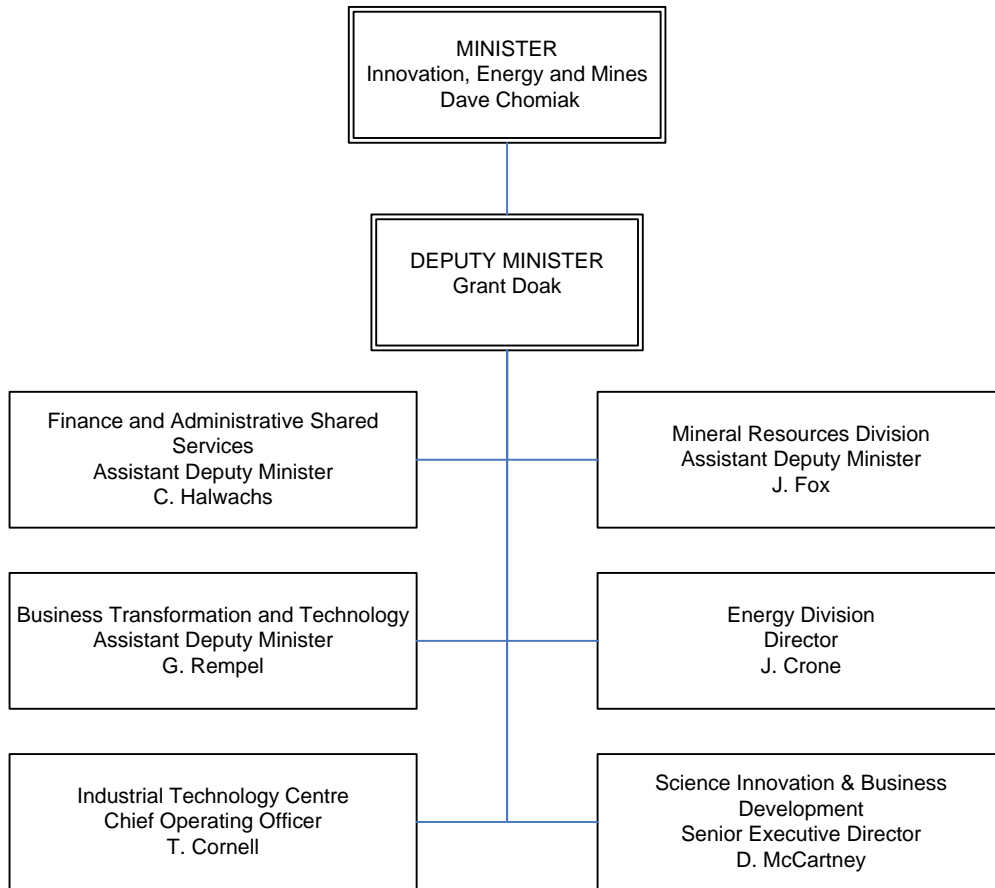 MINISTER
Innovation, Energy and Mines
Dave Chomiak
DEPUTY MINISTER
Grant Doak
Finance and Administrative Shared
Services
Assistant Deputy Minister
C. Halwachs
Mineral Resources Division
Assistant Deputy Minister
J. Fox
Business Transformation and Technology
Assistant Deputy Minister
G. Rempel
Energy Division
Director
J. Crone
Industrial Technology Centre
Chief Operating Officer
T. Cornell
Science Innovation & Business
Development
Senior Executive Director
D. McCartney